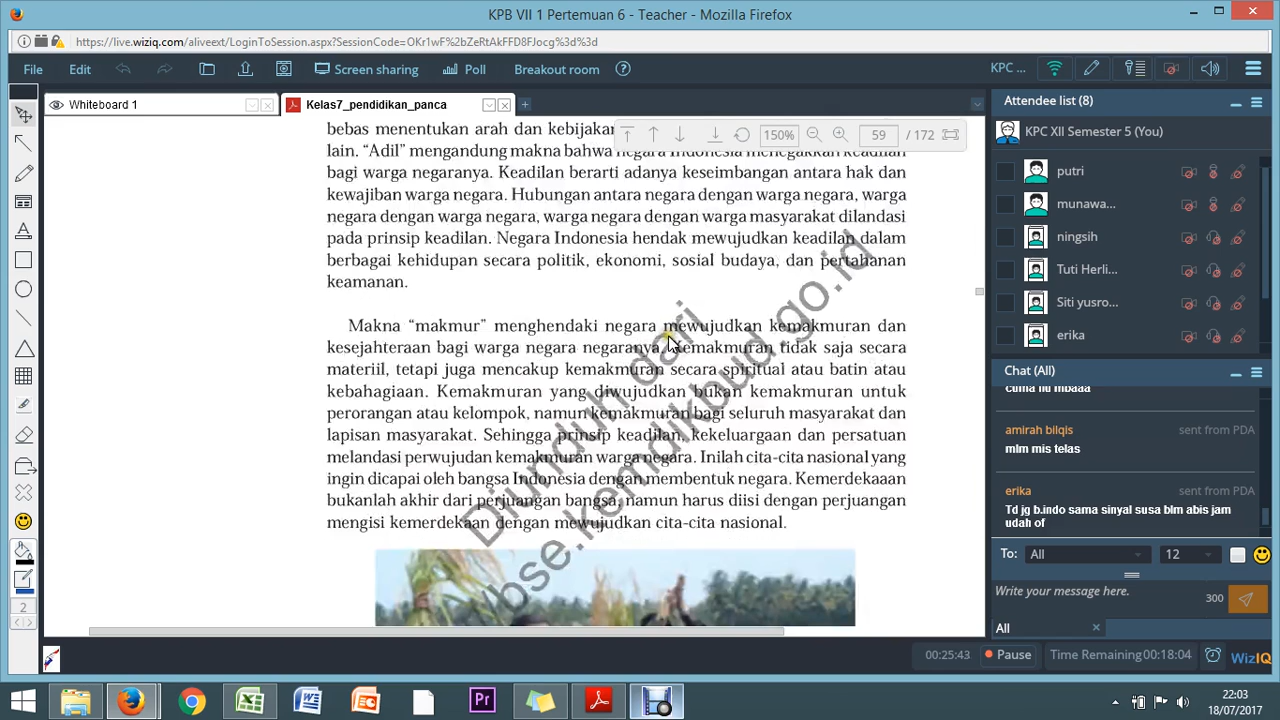 KPB VII 1 Pertemuan 6 - Teacher - Mozilla Firefox
https://live.wiziq.com/aliveext/LoginToSession.aspx?SessionCode=OKr1wF%2bZeRtAkFFD8FJocg%3d%3d
File Edit Screen sharing Poll Breakout room ? KPC ...
Whiteboard 1 Kelas7_pendidikan_panca
Attendee list (8)
150% 59 / 172
KPC XII Semester 5 (You)
putri
munawa...
ningsih
Tuti Herli...
Siti yusro...
erika
bebas menentukan arah dan kebijakan
lain. “Adil” mengandung makna bahwa negara Indonesia menegakkan keadilan
bagi warga negaranya. Keadilan berarti adanya keseimbangan antara hak dan
kewajiban warga negara. Hubungan antara negara dengan warga negara, warga
negara dengan warga negara, warga negara dengan warga masyarakat dilandasi
pada prinsip keadilan. Negara Indonesia hendak mewujudkan keadilan dalam
berbagai kehidupan secara politik, ekonomi, sosial budaya, dan pertahanan
keamanan.
Makna “makmur” menghendaki negara mewujudkan kemakmuran dan
kesejahteraan bagi warga negara negaranya. Kemakmuran tidak saja secara
materiil, tetapi juga mencakup kemakmuran secara spiritual atau batin atau
kebahagiaan. Kemakmuran yang diwujudkan bukan kemakmuran untuk
perorangan atau kelompok, namun kemakmuran bagi seluruh masyarakat dan
lapisan masyarakat. Sehingga prinsip keadilan, kekeluargaan dan persatuan
melandasi perwujudan kemakmuran warga negara. Inilah cita-cita nasional yang
ingin dicapai oleh bangsa Indonesia dengan membentuk negara. Kemerdekaaan
bukanlah akhir dari perjuangan bangsa, namun harus diisi dengan perjuangan
mengisi kemerdekaan dengan mewujudkan cita-cita nasional.
Diunduh dari
bse.kemdikbud.go.id
Chat (All)
amirah bilqis sent from PDA
mlm mis telas
erika sent from PDA
Td jg b.indo sama sinyal susa blm abis jam
udah of
To: All 12
Write your message here. 300
All
2
00:25:43 Pause Time Remaining 00:18:04 WizIQ
Pr
22:03
18/07/2017